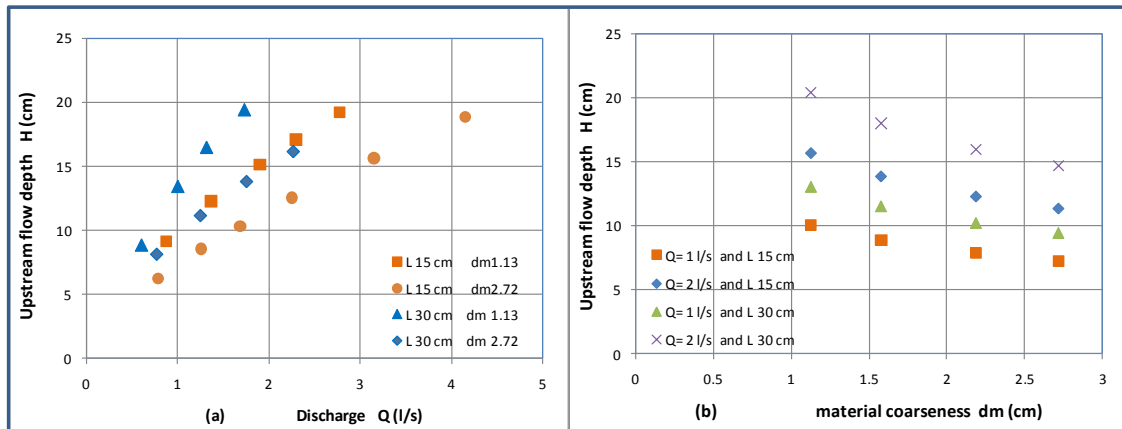 Upstream flow depth H (cm)
25
20
15
10
5
0
L 15 cm dm1.13
L 15 cm dm2.72
L 30 cm dm 1.13
L 30 cm dm 2.72
0 1 2 3 4 5
(a) Discharge Q (l/s)
Upstream flow depth H (cm)
25
20
15
10
5
0
Q= 1 l/s and L 15 cm
Q= 2 l/s and L 15 cm
Q= 1 l/s and L 30 cm
Q= 2 l/s and L 30 cm
0 0.5 1 1.5 2 2.5 3
(b) material coarseness dm (cm)